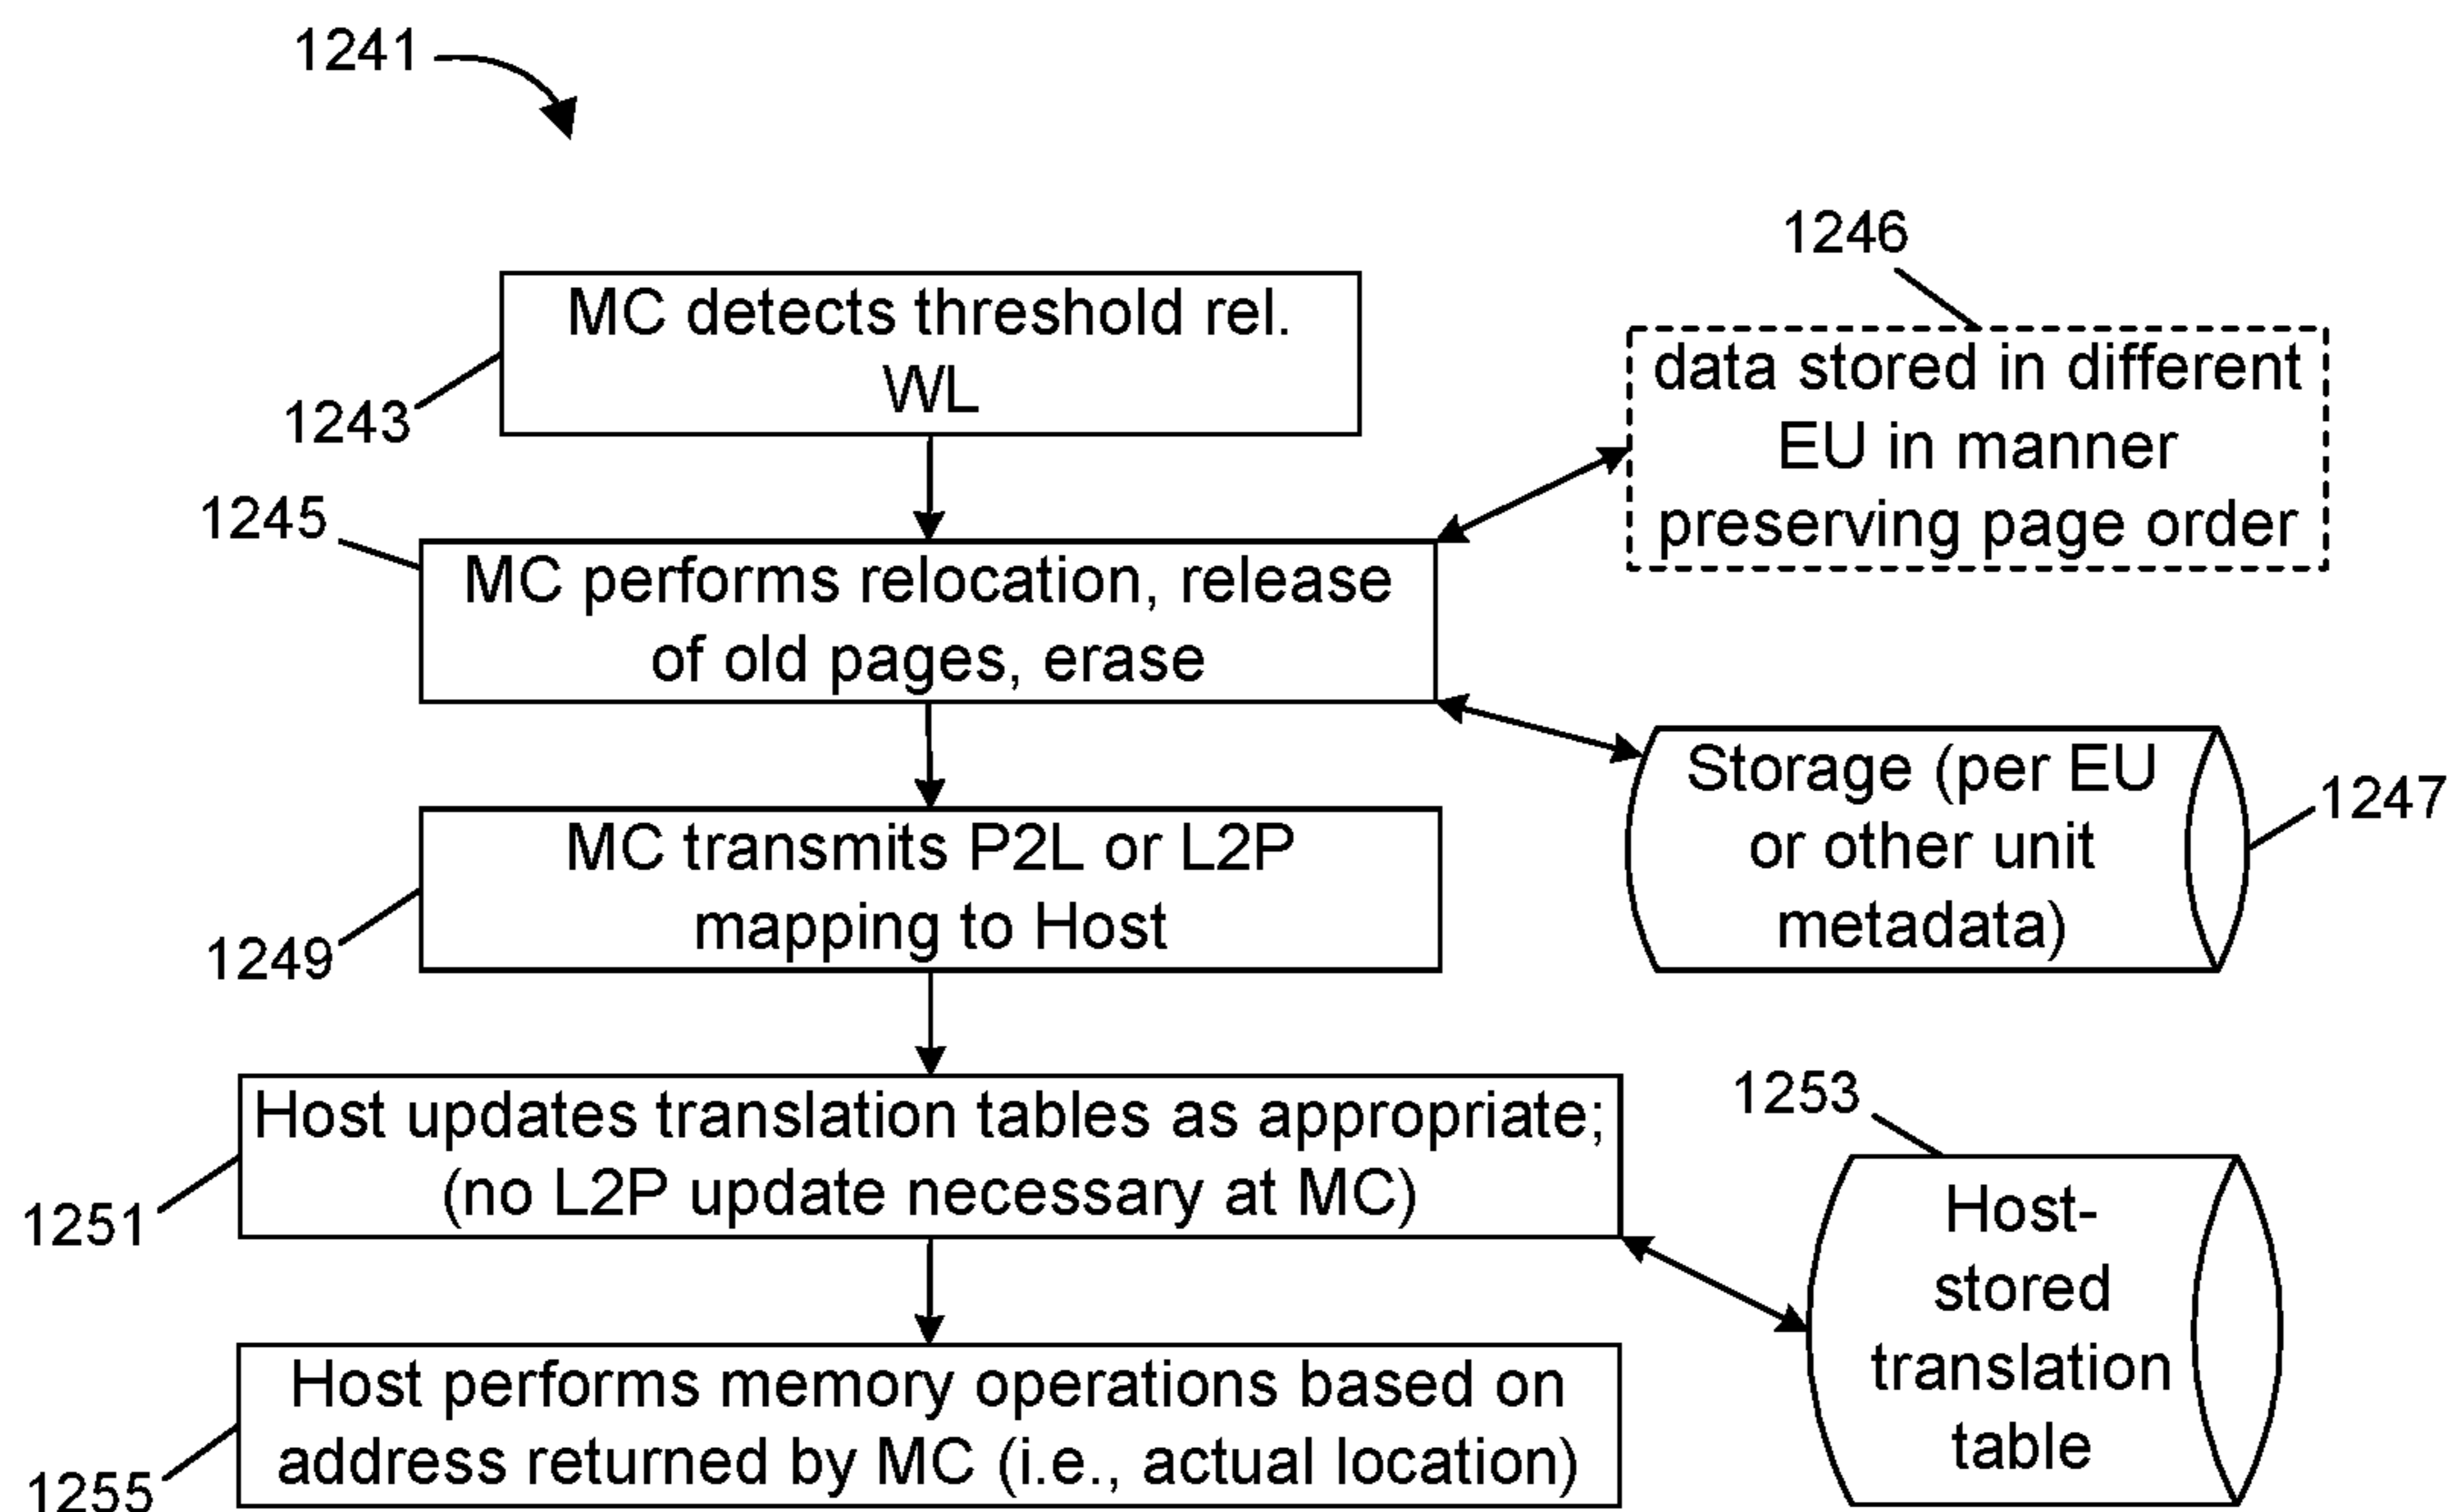 1241
1246
MC detects threshold rel.
WL
1243
data stored in different
EU in manner
preserving page order
1245
MC performs relocation, release
of old pages, erase
Storage (per EU
or other unit
metadata)
1247
MC transmits P2L or L2P
mapping to Host
1249
1253
Host updates translation tables as appropriate;
(no L2P update necessary at MC)
1251
Host-
stored
translation
table
Host performs memory operations based on
address returned by MC (i.e., actual location)
1255